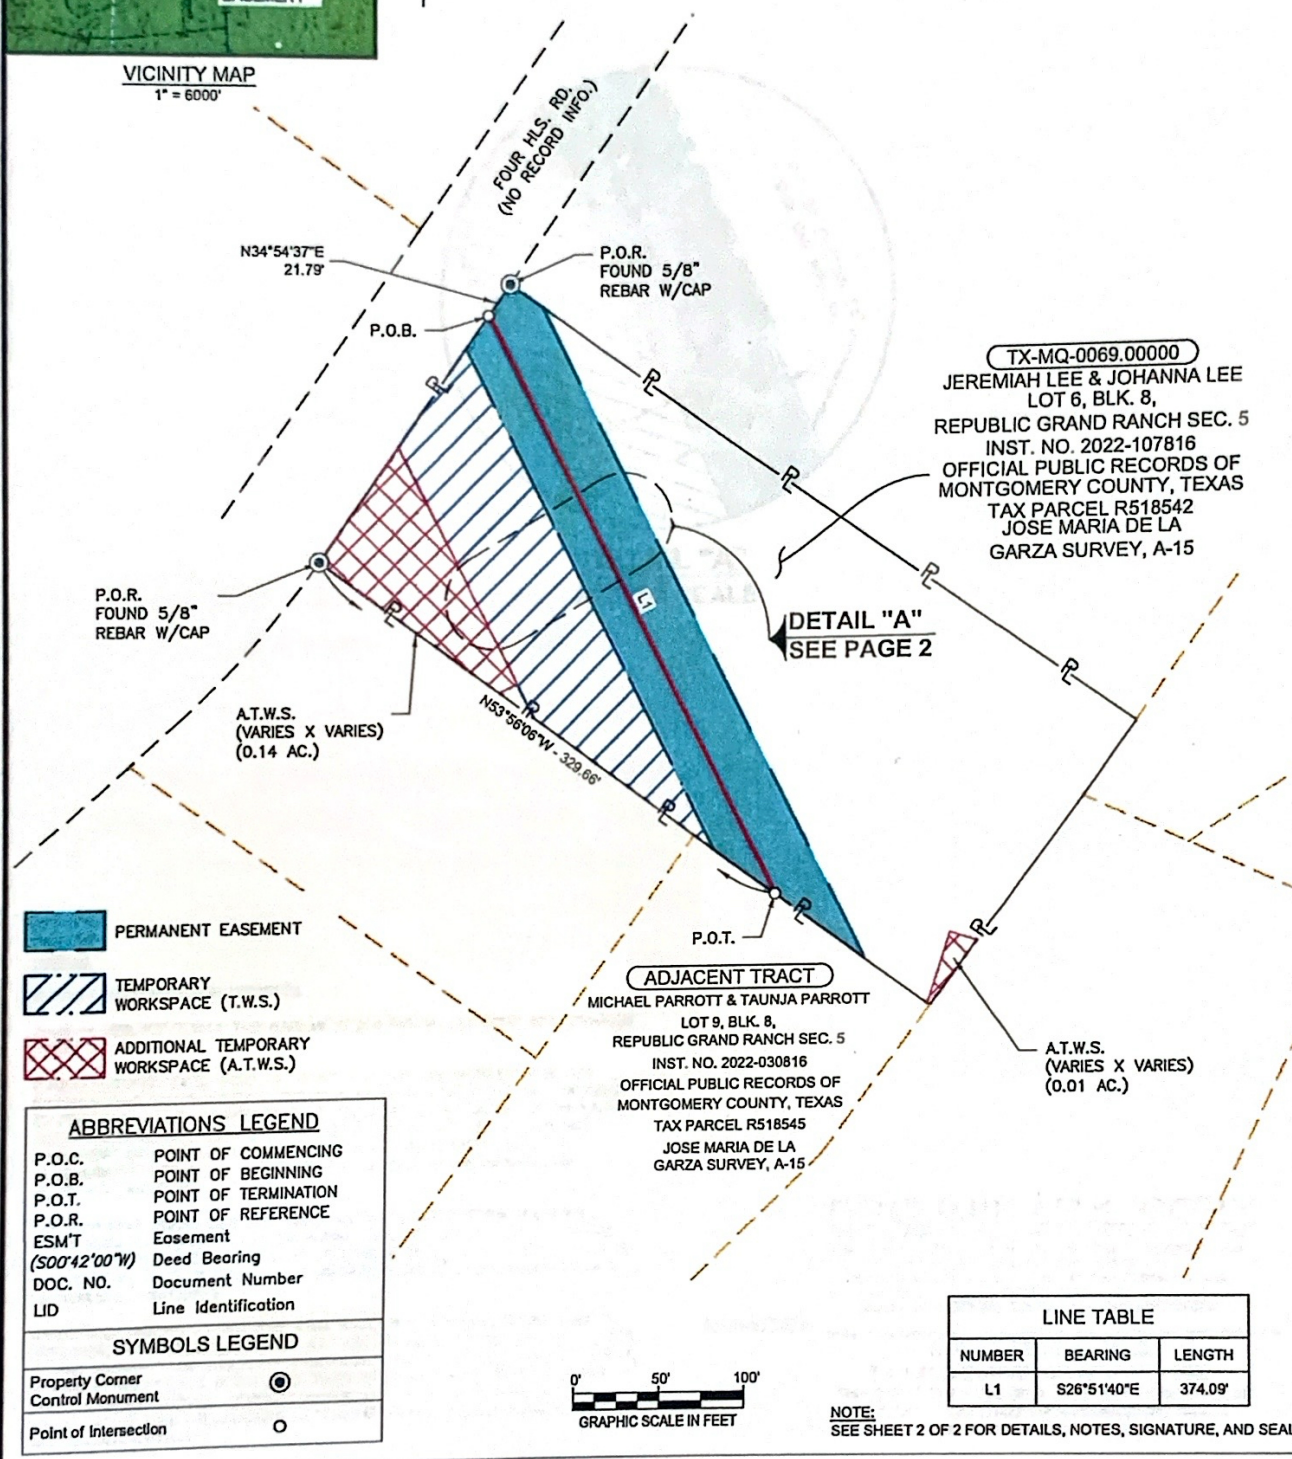 VICINITY MAP
1" = 6000'
FOUR HLS. RD.
(NO RECORD INFO.)
N34°54'37"E
21.79'
P.O.R.
FOUND 5/8"
REBAR W/CAP
P.O.B.
TX-MQ-0069.00000
JEREMIAH LEE & JOHANNA LEE
LOT 6, BLK. 8,
REPUBLIC GRAND RANCH SEC. 5
INST. NO. 2022-107816
OFFICIAL PUBLIC RECORDS OF
MONTGOMERY COUNTY, TEXAS
TAX PARCEL R518542
JOSE MARIA DE LA
GARZA SURVEY, A-15
P.O.R.
FOUND 5/8"
REBAR W/CAP
L1
DETAIL "A"
SEE PAGE 2
A.T.W.S.
(VARIES X VARIES)
(0.14 AC.)
N53°56'06"W - 329.66'
P.O.T.
PERMANENT EASEMENT
TEMPORARY
WORKSPACE (T.W.S.)
ADDITIONAL TEMPORARY
WORKSPACE (A.T.W.S.)
ADJACENT TRACT
MICHAEL PARROTT & TAUNJA PARROTT
LOT 9, BLK. 8,
REPUBLIC GRAND RANCH SEC. 5
INST. NO. 2022-030816
OFFICIAL PUBLIC RECORDS OF
MONTGOMERY COUNTY, TEXAS
TAX PARCEL R518545
JOSE MARIA DE LA
GARZA SURVEY, A-15
A.T.W.S.
(VARIES X VARIES)
(0.01 AC.)
ABBREVIATIONS LEGEND
P.O.C. POINT OF COMMENCING
P.O.B. POINT OF BEGINNING
P.O.T. POINT OF TERMINATION
P.O.R. POINT OF REFERENCE
ESM'T Easement
(S00°42'00"W) Deed Bearing
DOC. NO. Document Number
LID Line Identification
SYMBOLS LEGEND
Property Corner
Control Monument
Point of Intersection
0' 50' 100'
GRAPHIC SCALE IN FEET
LINE TABLE
NUMBER BEARING LENGTH
L1 S26°51'40"E 374.09'
NOTE:
SEE SHEET 2 OF 2 FOR DETAILS, NOTES, SIGNATURE, AND SEAL